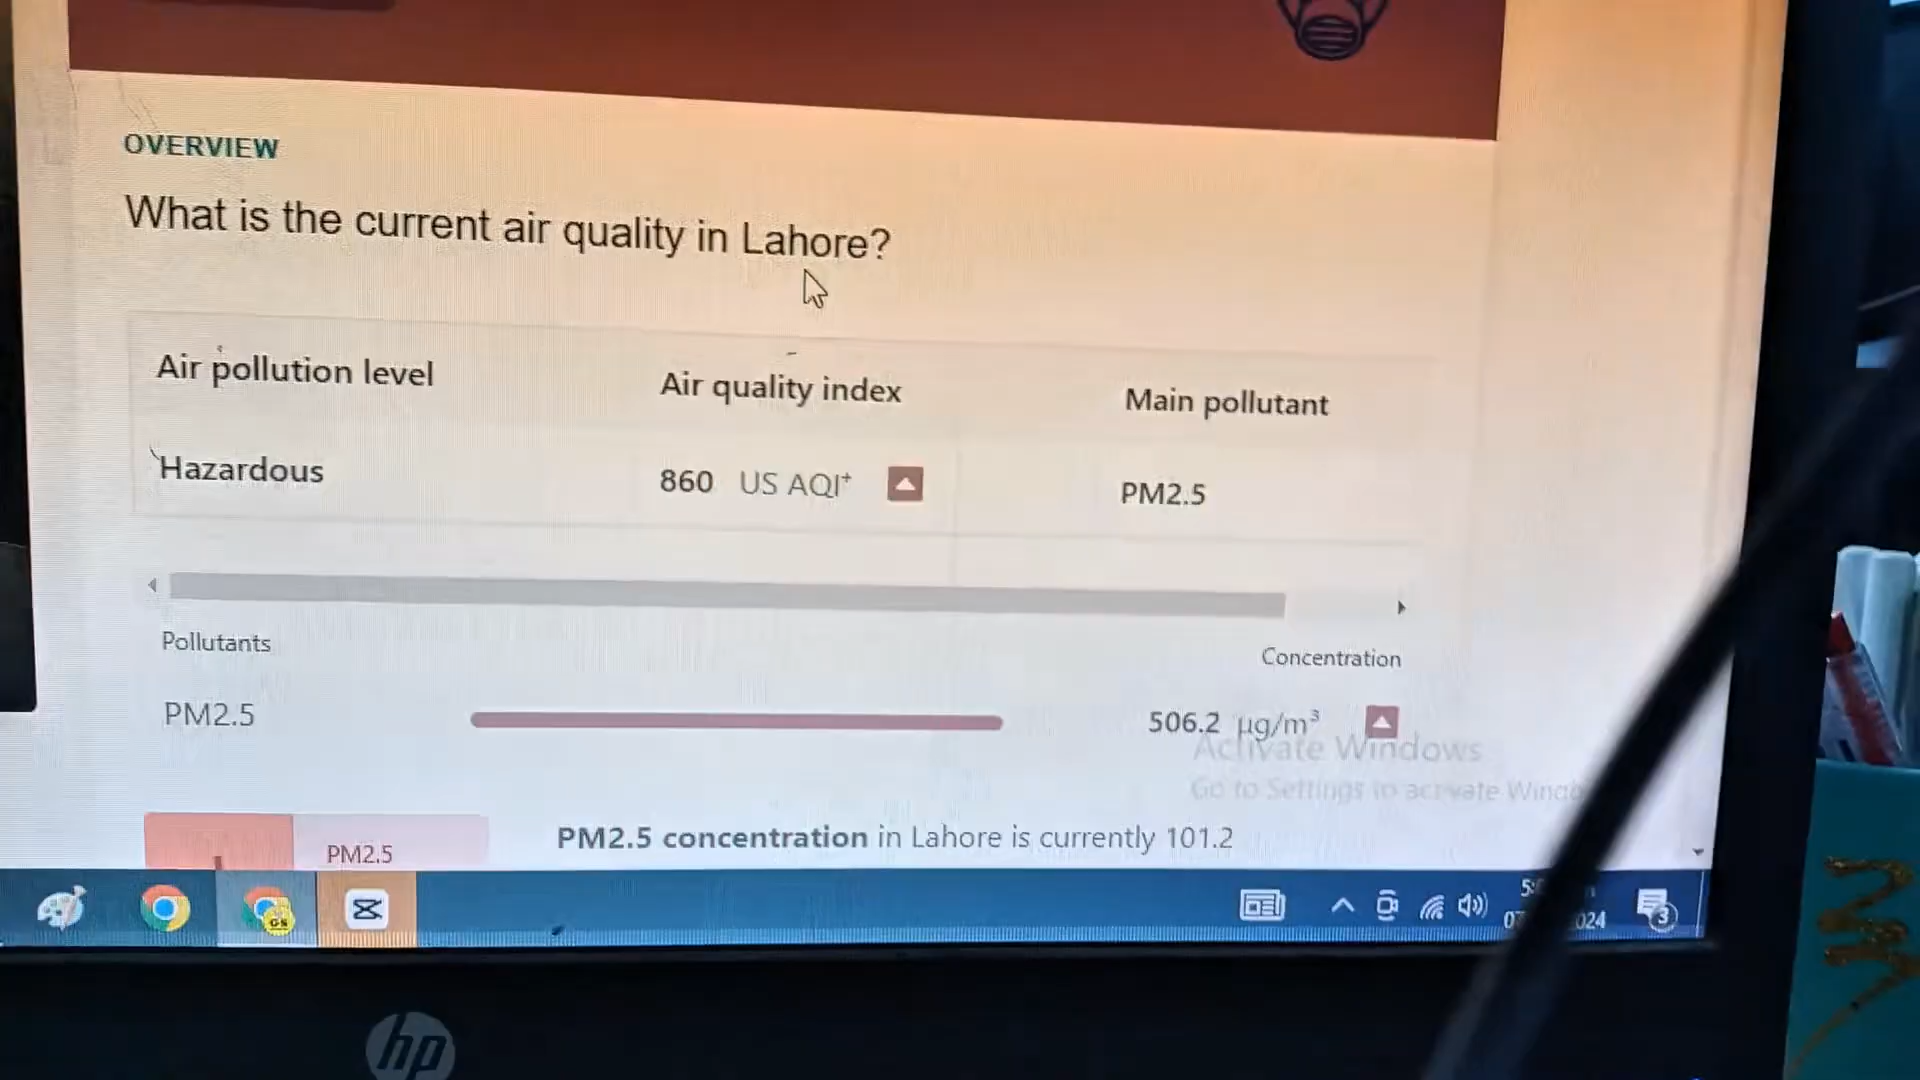 OVERVIEW
What is the current air quality in Lahore?
Air pollution level Air quality index Main pollutant
Hazardous 860 US AQI⁺ PM2.5
Pollutants Concentration
PM2.5 506.2 µg/m³
Activate Windows
Go to Settings to activate
PM2.5 PM2.5 concentration in Lahore is currently 101.2
GS
3
hp